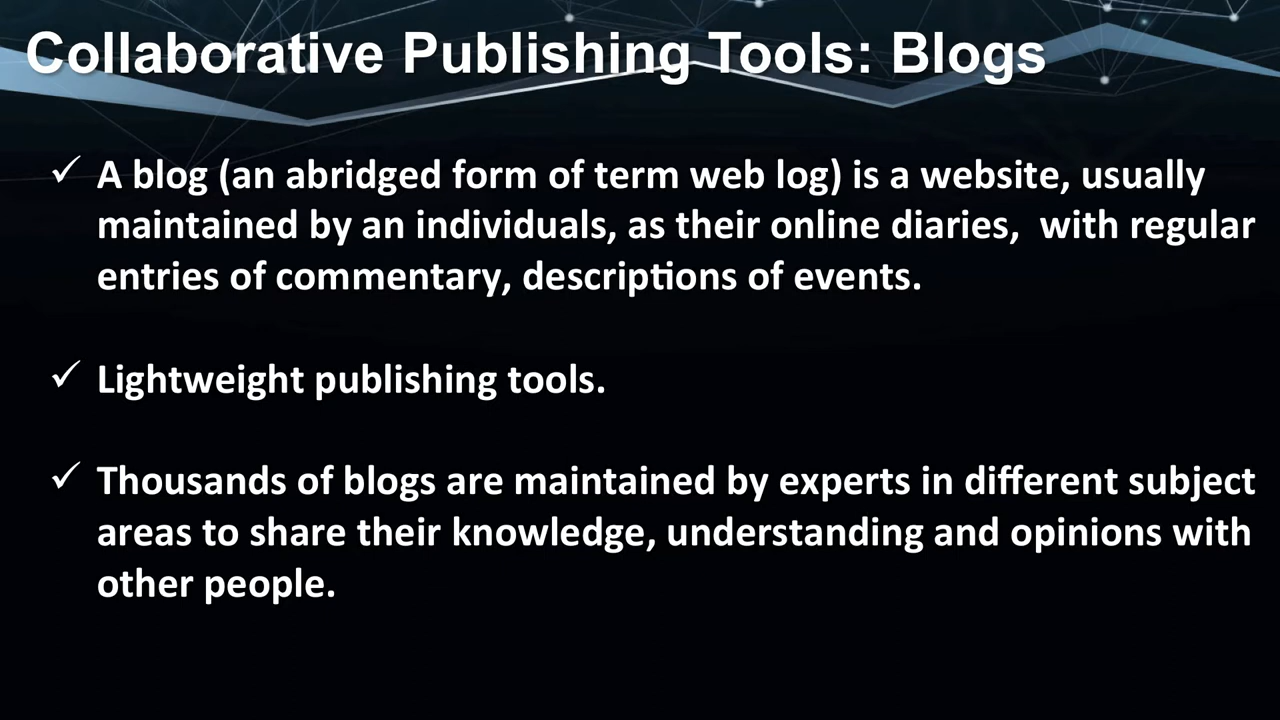 Collaborative Publishing Tools: Blogs
✓ A blog (an abridged form of term web log) is a website, usually
maintained by an individuals, as their online diaries,  with regular
entries of commentary, descriptions of events.
✓ Lightweight publishing tools.
✓ Thousands of blogs are maintained by experts in different subject
areas to share their knowledge, understanding and opinions with
other people.